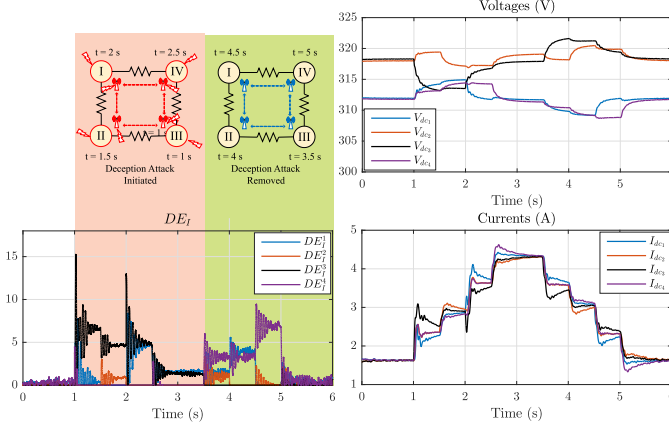 t = 2 s
t = 2.5 s
I
IV
II
III
t = 1.5 s
t = 1 s
Deception Attack
Initiated
t = 4.5 s
t = 5 s
I
IV
II
III
t = 4 s
t = 3.5 s
Deception Attack
Removed
Voltages (V)
325
320
315
310
305
300
V_dc1
V_dc2
V_dc3
V_dc4
0 1 2 3 4 5 6
Time (s)
DE_I
15
10
5
0
DE_I^1
DE_I^2
DE_I^3
DE_I^4
0 1 2 3 4 5 6
Time (s)
Currents (A)
5
4
3
2
1
I_dc1
I_dc2
I_dc3
I_dc4
0 1 2 3 4 5 6
Time (s)